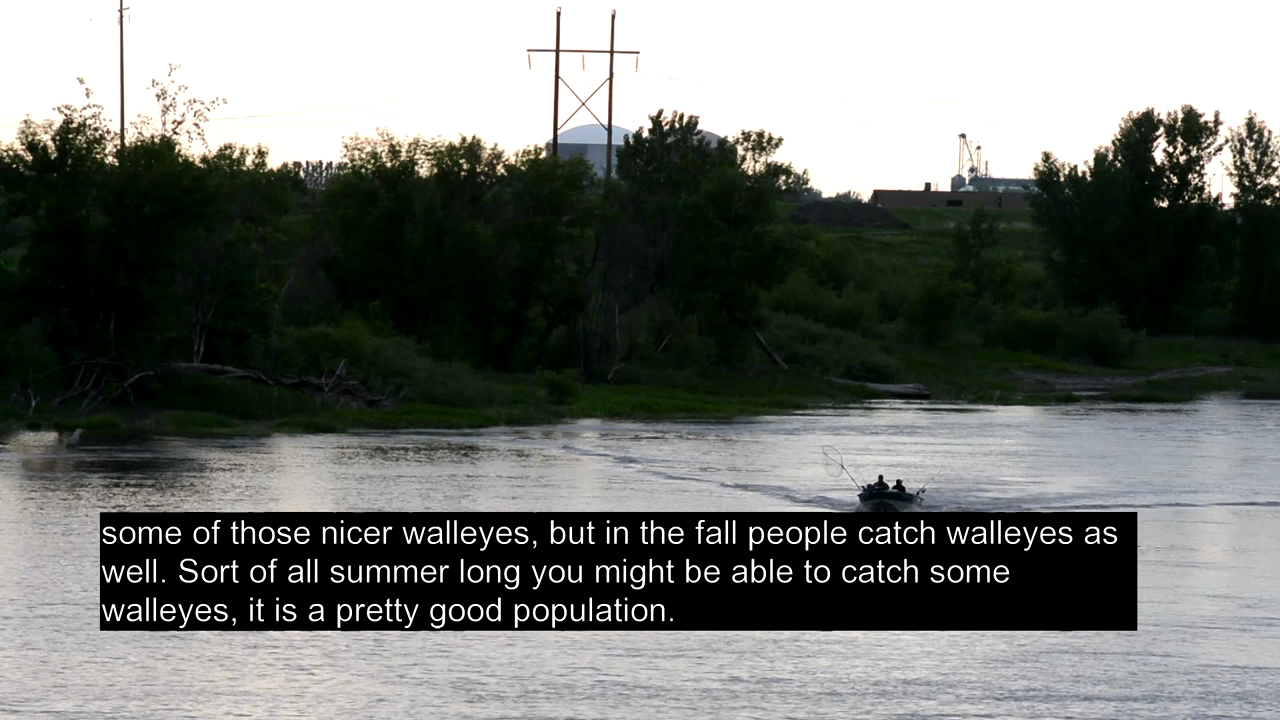 some of those nicer walleyes, but in the fall people catch walleyes as
well. Sort of all summer long you might be able to catch some
walleyes, it is a pretty good population.